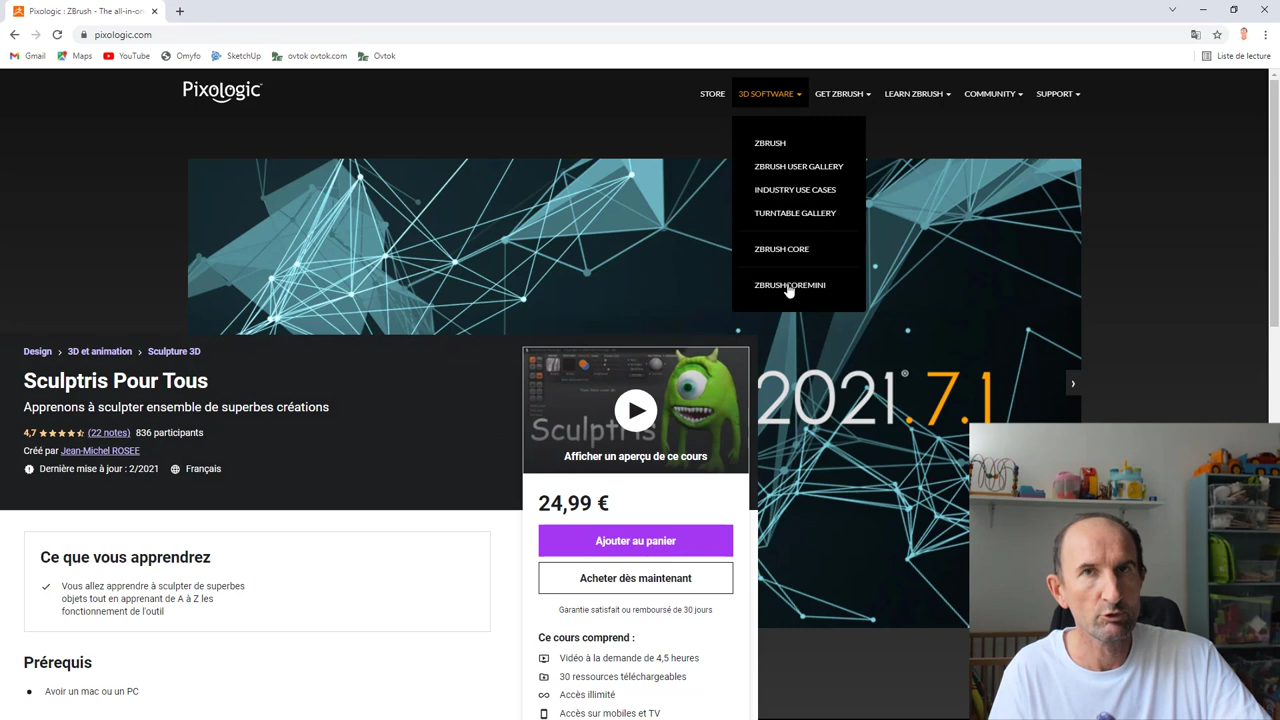 Pixologic : ZBrush - The all-in-on
pixologic.com
Gmail
Maps
YouTube
Omyfo
SketchUp
ovtok ovtok.com
Ovtok
Liste de lecture
Pixologic
STORE
3D SOFTWARE
GET ZBRUSH
LEARN ZBRUSH
COMMUNITY
SUPPORT
ZBRUSH
ZBRUSH USER GALLERY
INDUSTRY USE CASES
TURNTABLE GALLERY
ZBRUSH CORE
ZBRUSHCOREMINI
2021®.7.1
Design > 3D et animation > Sculpture 3D
Sculptris Pour Tous
Apprenons à sculpter ensemble de superbes créations
4,7 (22 notes) 836 participants
Créé par Jean-Michel ROSEE
Dernière mise à jour : 2/2021 Français
Sculptris
Afficher un aperçu de ce cours
24,99 €
Ajouter au panier
Acheter dès maintenant
Garantie satisfait ou remboursé de 30 jours
Ce cours comprend :
Vidéo à la demande de 4,5 heures
30 ressources téléchargeables
Accès illimité
Accès sur mobiles et TV
Ce que vous apprendrez
Vous allez apprendre à sculpter de superbes
objets tout en apprenant de A à Z les
fonctionnement de l'outil
Prérequis
Avoir un mac ou un PC